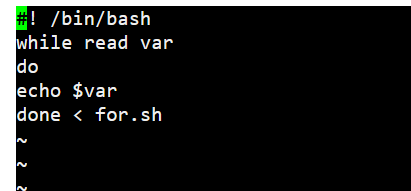 #! /bin/bash
while read var
do
echo $var
done < for.sh
~
~
~